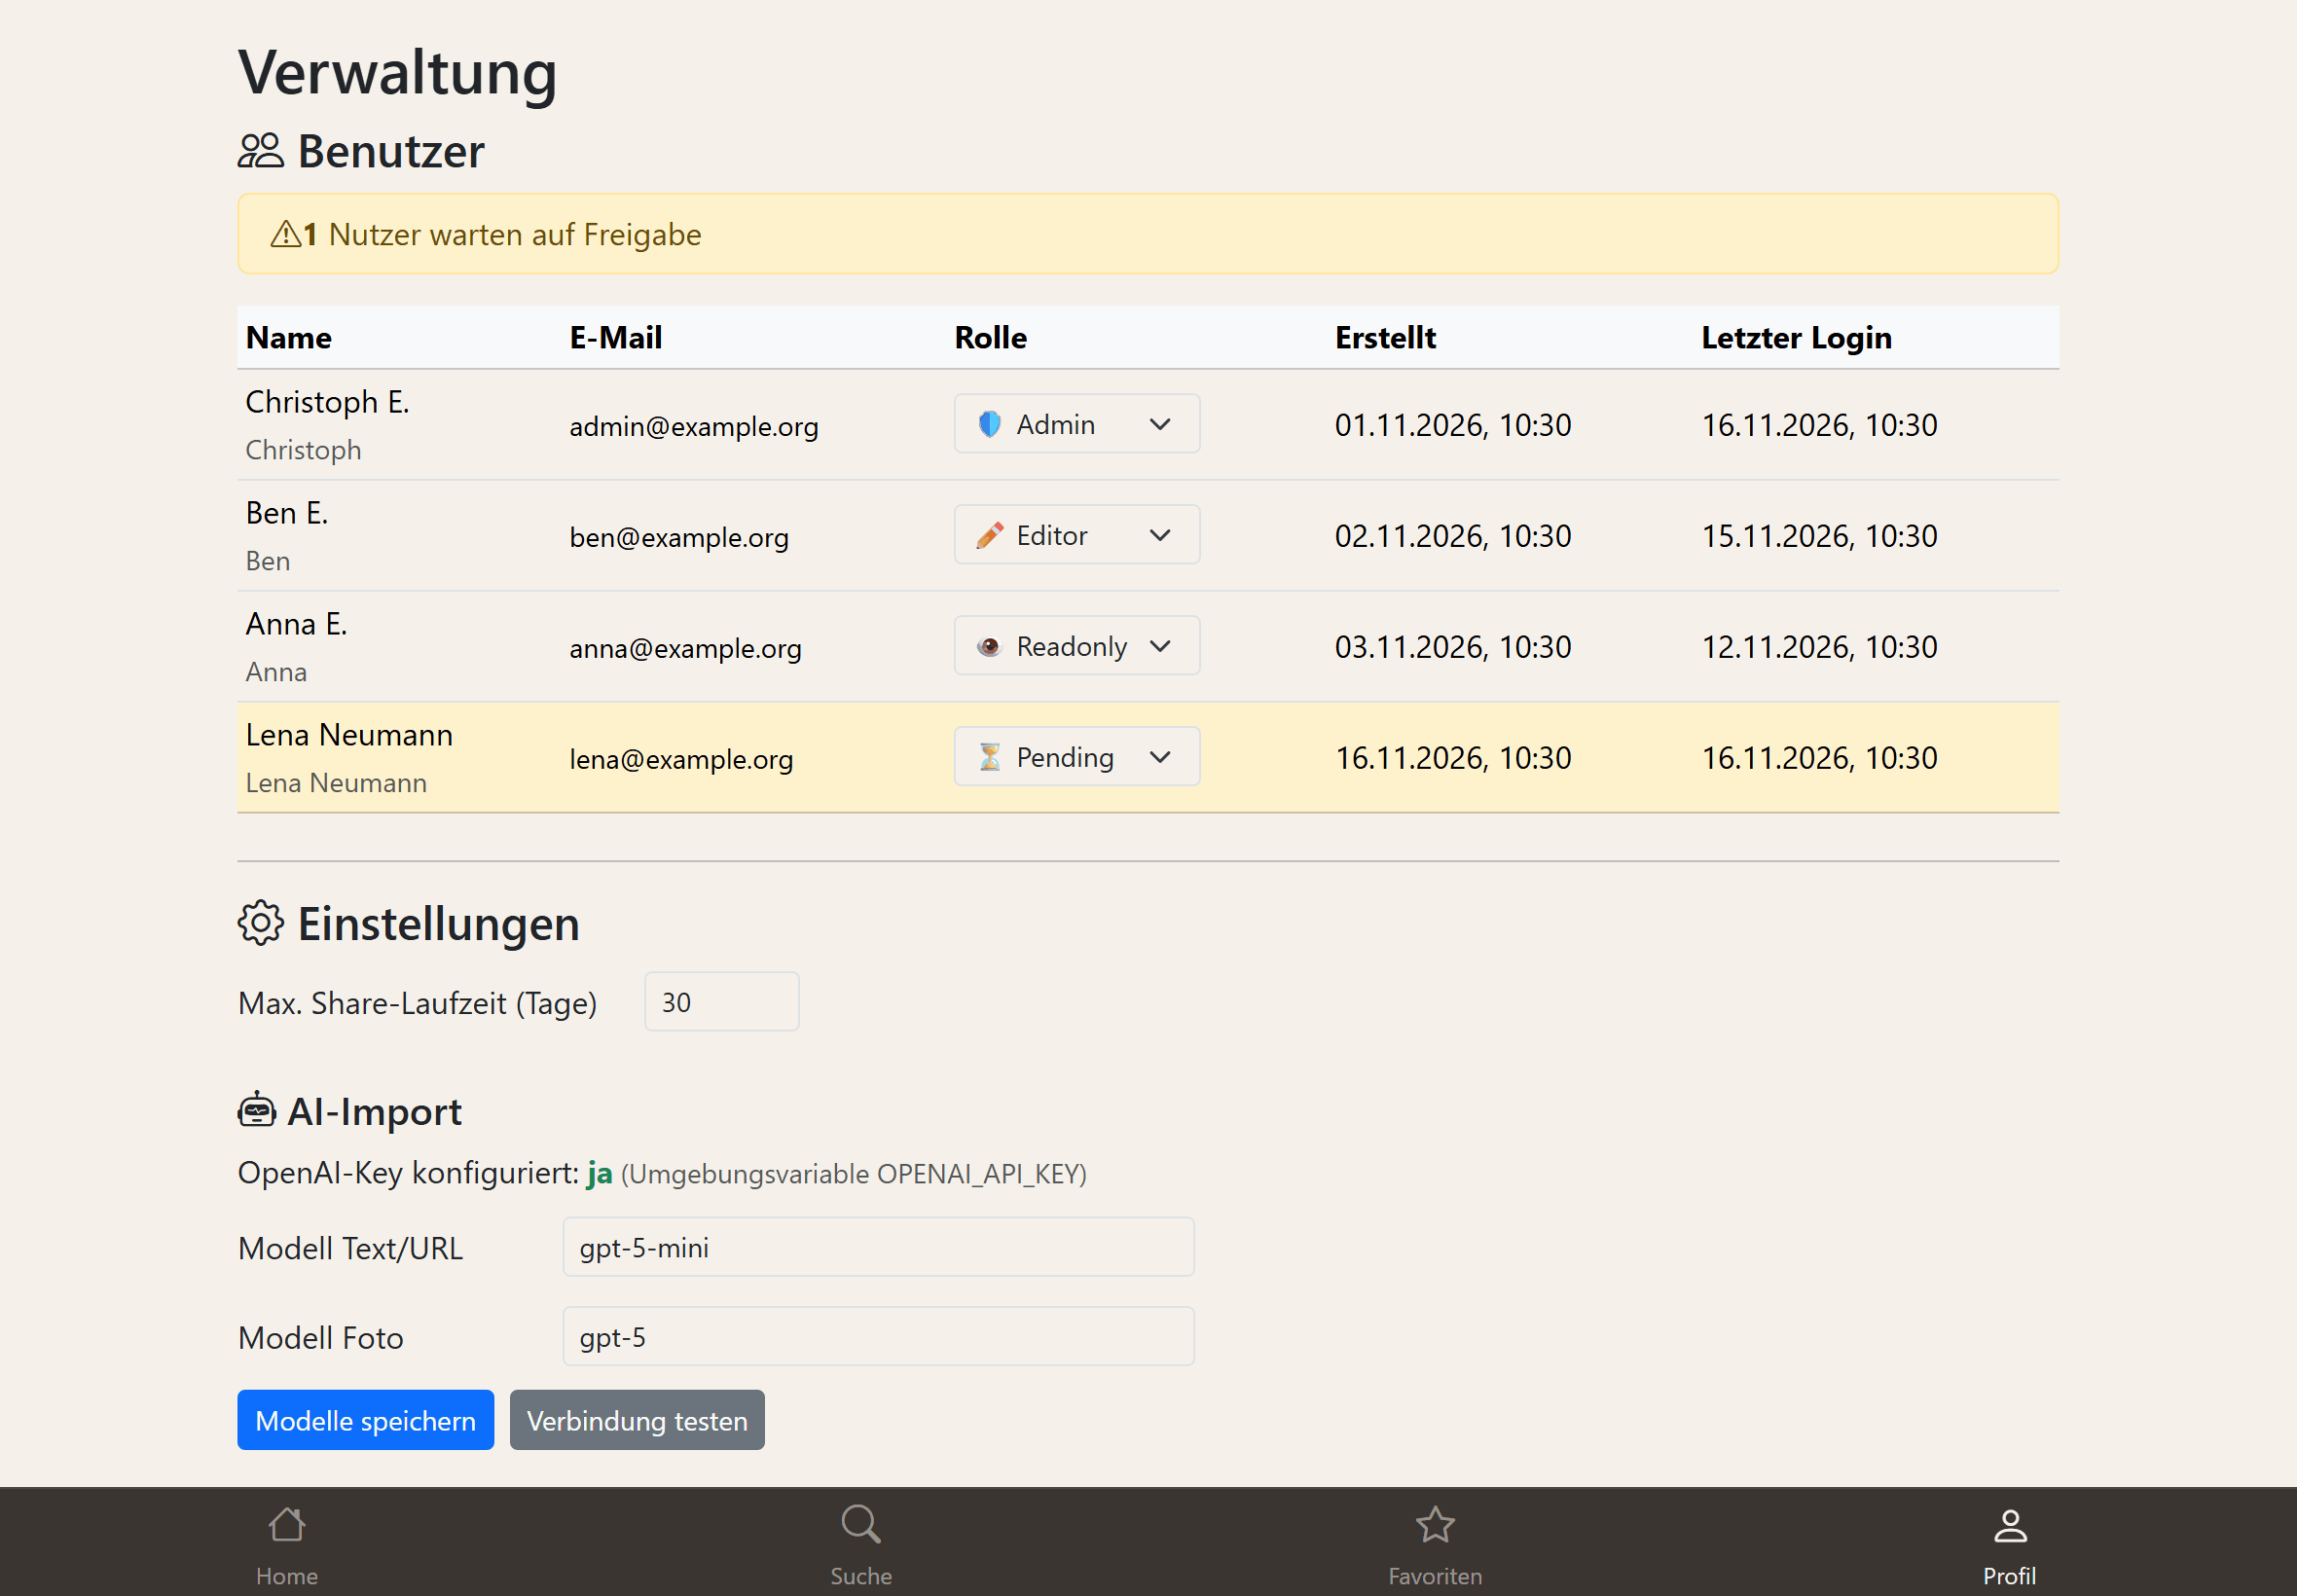 Verwaltung
Benutzer
1 Nutzer warten auf Freigabe
Name E-Mail Rolle Erstellt Letzter Login
Christoph E.
Christoph
admin@example.org Admin 01.11.2026, 10:30 16.11.2026, 10:30
Ben E.
Ben
ben@example.org Editor 02.11.2026, 10:30 15.11.2026, 10:30
Anna E.
Anna
anna@example.org Readonly 03.11.2026, 10:30 12.11.2026, 10:30
Lena Neumann
Lena Neumann
lena@example.org Pending 16.11.2026, 10:30 16.11.2026, 10:30
Einstellungen
Max. Share-Laufzeit (Tage) 30
AI-Import
OpenAI-Key konfiguriert: ja (Umgebungsvariable OPENAI_API_KEY)
Modell Text/URL gpt-5-mini
Modell Foto gpt-5
Modelle speichern Verbindung testen
Home Suche Favoriten Profil